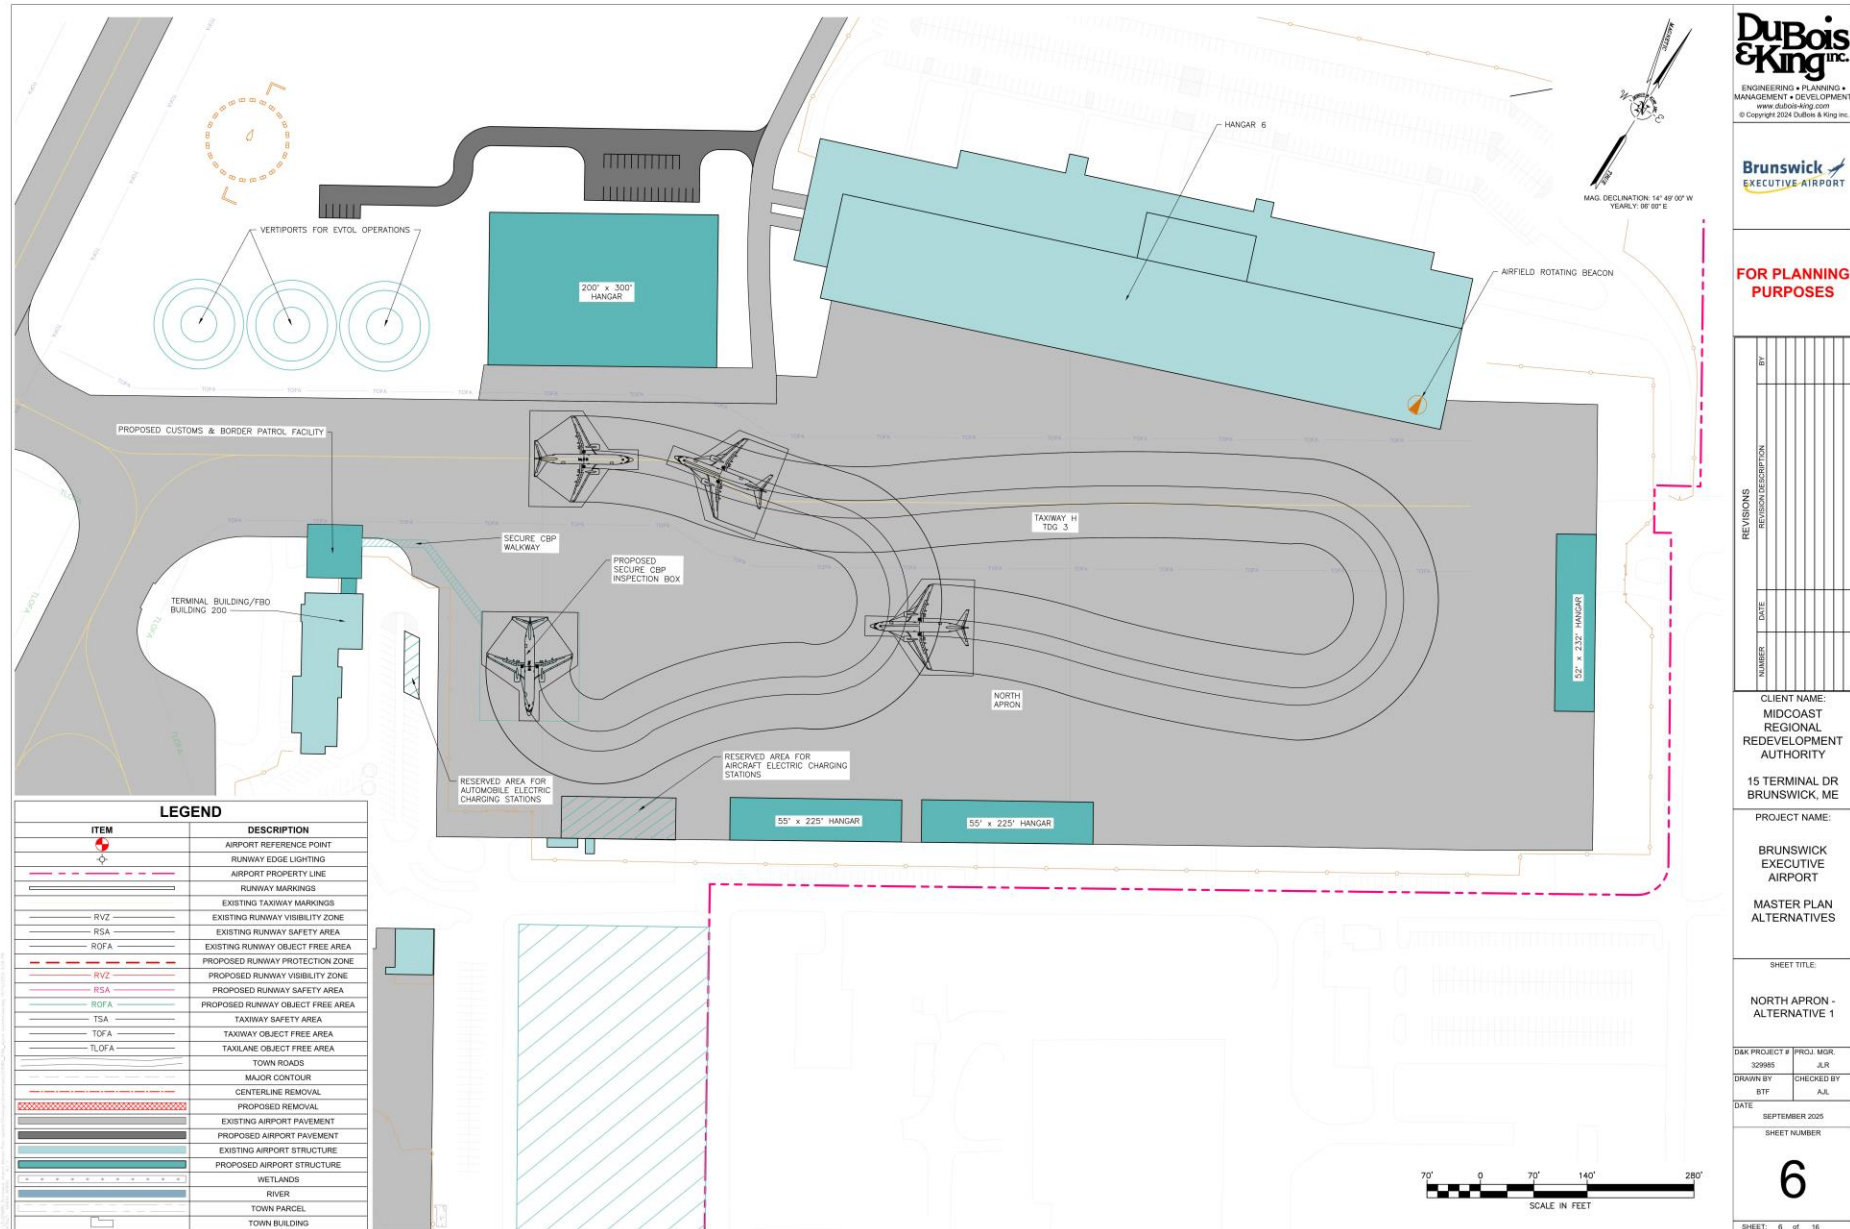 HANGAR 6
AIRFIELD ROTATING BEACON
MAGNETIC
TRUE
MAG. DECLINATION: 14° 49' 00" W
YEARLY: 06' 00" E
VERTIPORTS FOR EVTOL OPERATIONS
200' x 300'
HANGAR
PROPOSED CUSTOMS & BORDER PATROL FACILITY
SECURE CBP
WALKWAY
PROPOSED
SECURE CBP
INSPECTION BOX
TAXIWAY H
TDG 3
TERMINAL BUILDING/FBO
BUILDING 200
NORTH
APRON
52' x 232' HANGAR
RESERVED AREA FOR
AUTOMOBILE ELECTRIC
CHARGING STATIONS
RESERVED AREA FOR
AIRCRAFT ELECTRIC CHARGING
STATIONS
55' x 225' HANGAR
55' x 225' HANGAR
TOFA
TLOFA
LEGEND
ITEM DESCRIPTION
AIRPORT REFERENCE POINT
RUNWAY EDGE LIGHTING
AIRPORT PROPERTY LINE
RUNWAY MARKINGS
EXISTING TAXIWAY MARKINGS
RVZ EXISTING RUNWAY VISIBILITY ZONE
RSA EXISTING RUNWAY SAFETY AREA
ROFA EXISTING RUNWAY OBJECT FREE AREA
PROPOSED RUNWAY PROTECTION ZONE
RVZ PROPOSED RUNWAY VISIBILITY ZONE
RSA PROPOSED RUNWAY SAFETY AREA
ROFA PROPOSED RUNWAY OBJECT FREE AREA
TSA TAXIWAY SAFETY AREA
TOFA TAXIWAY OBJECT FREE AREA
TLOFA TAXILANE OBJECT FREE AREA
TOWN ROADS
MAJOR CONTOUR
CENTERLINE REMOVAL
PROPOSED REMOVAL
EXISTING AIRPORT PAVEMENT
PROPOSED AIRPORT PAVEMENT
EXISTING AIRPORT STRUCTURE
PROPOSED AIRPORT STRUCTURE
WETLANDS
RIVER
TOWN PARCEL
TOWN BUILDING
70' 0 70' 140' 280'
SCALE IN FEET
DuBois
&King inc.
ENGINEERING • PLANNING •
MANAGEMENT • DEVELOPMENT
www.dubois-king.com
© Copyright 2024 DuBois & King inc.
Brunswick
EXECUTIVE AIRPORT
FOR PLANNING
PURPOSES
REVISIONS
NUMBER DATE REVISION DESCRIPTION BY
CLIENT NAME:
MIDCOAST
REGIONAL
REDEVELOPMENT
AUTHORITY
15 TERMINAL DR
BRUNSWICK, ME
PROJECT NAME:
BRUNSWICK
EXECUTIVE
AIRPORT
MASTER PLAN
ALTERNATIVES
SHEET TITLE:
NORTH APRON -
ALTERNATIVE 1
D&K PROJECT # PROJ. MGR.
329985 JLR
DRAWN BY CHECKED BY
BTF AJL
DATE
SEPTEMBER 2025
SHEET NUMBER
6
SHEET: 6 of 16